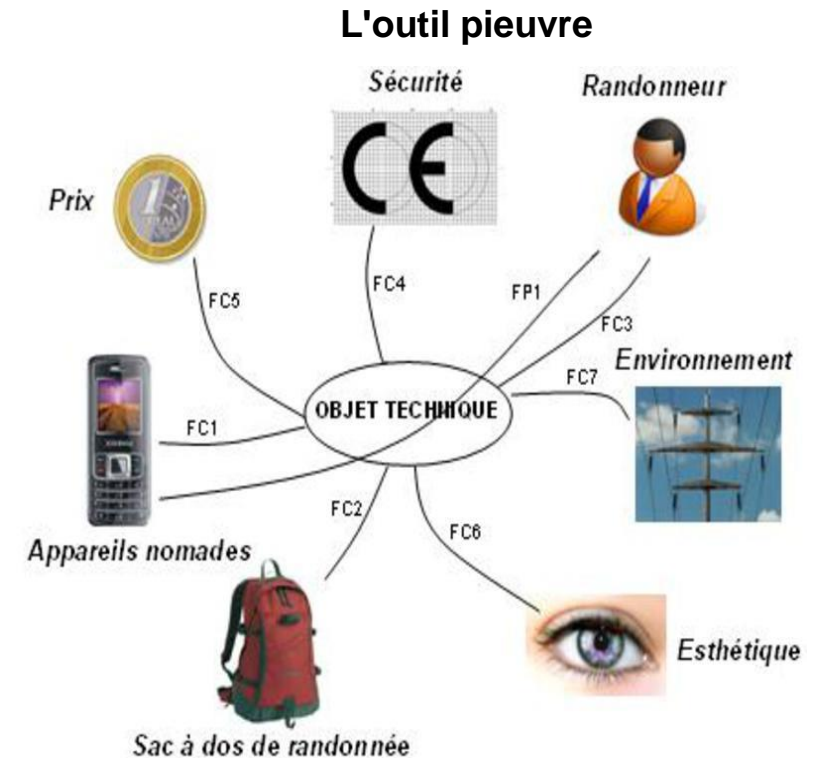 L'outil pieuvre
Sécurité
Randonneur
CE
Prix
FC5
FC4
FP1
FC3
Environnement
FC7
OBJET TECHNIQUE
FC1
FC2
FC6
Appareils nomades
Esthétique
Sac à dos de randonnée